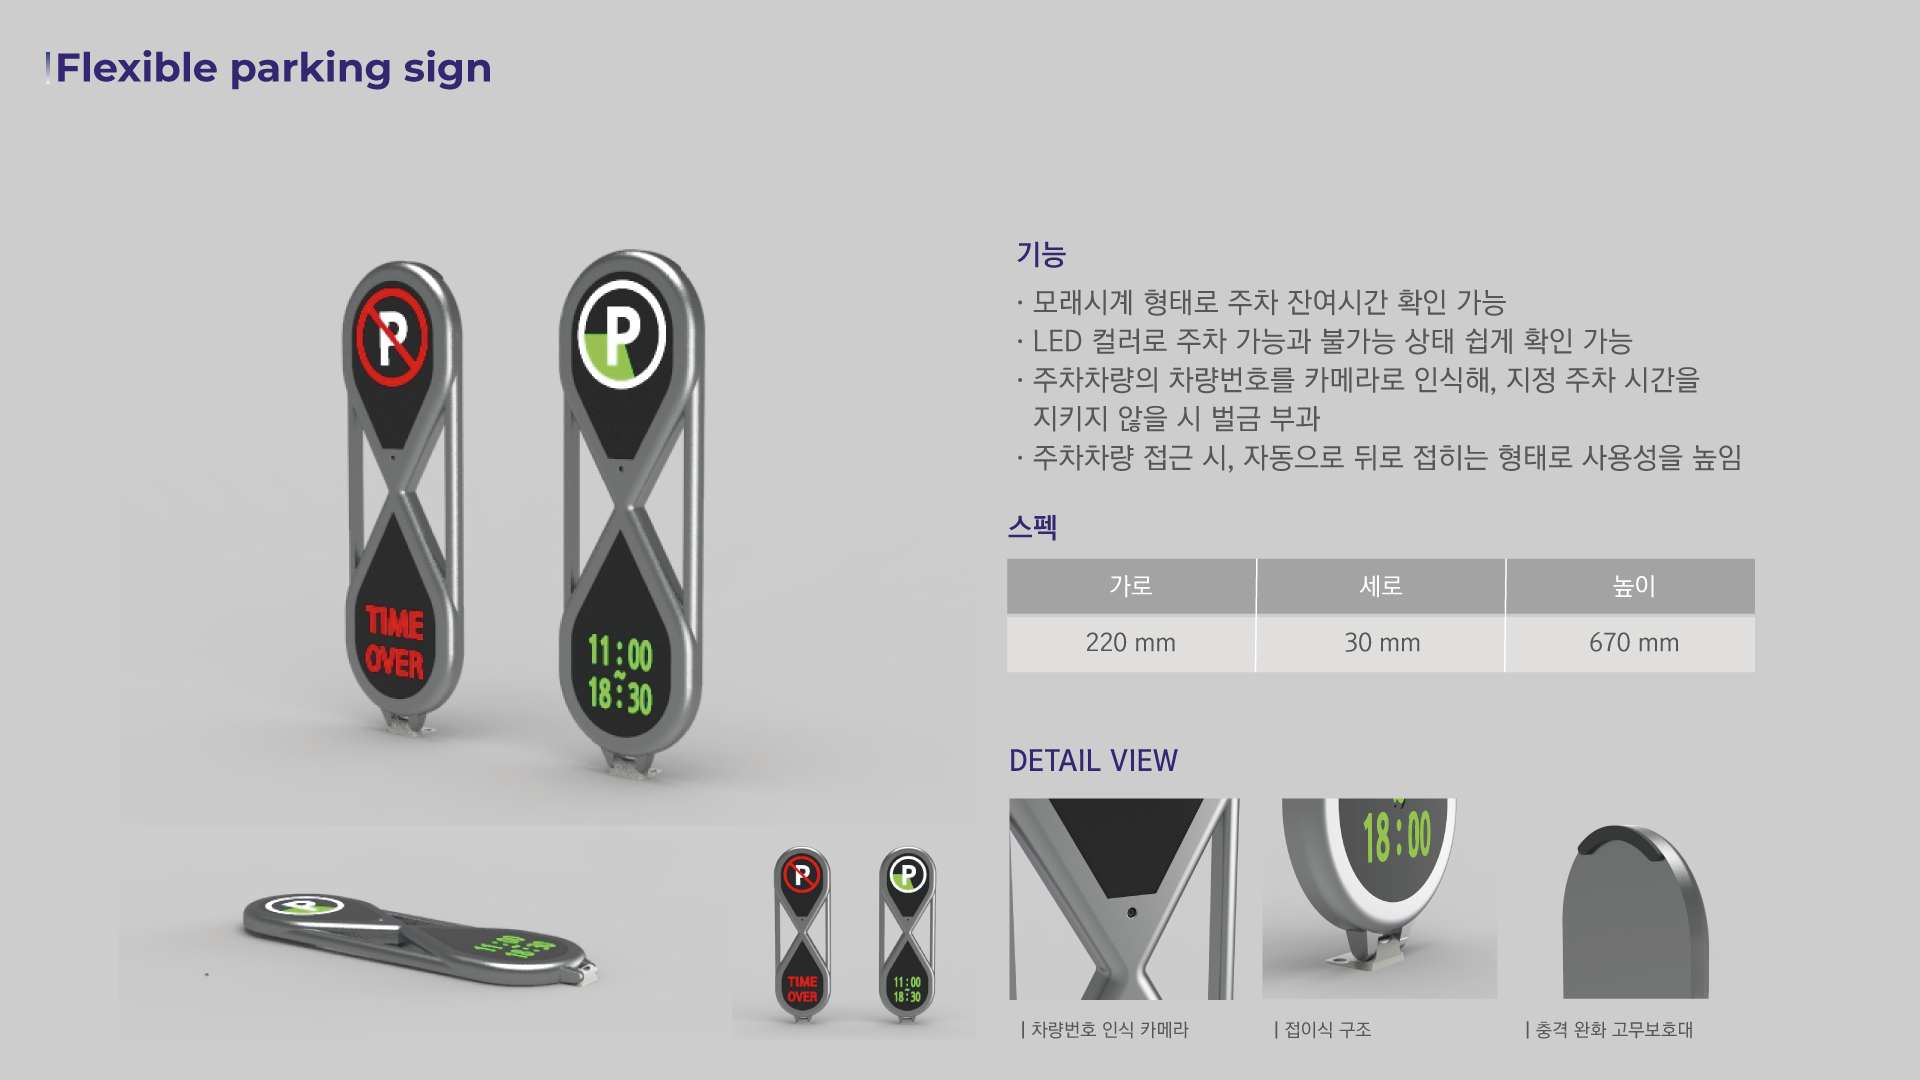 Flexible parking sign
P
P
TIME
OVER
11:00
~
18:30
P
11:00
18:30
P
P
TIME
OVER
11:00
~
18:30
기능
· 모래시계 형태로 주차 잔여시간 확인 가능
· LED 컬러로 주차 가능과 불가능 상태 쉽게 확인 가능
· 주차차량의 차량번호를 카메라로 인식해, 지정 주차 시간을
지키지 않을 시 벌금 부과
· 주차차량 접근 시, 자동으로 뒤로 접히는 형태로 사용성을 높임
스펙
가로 세로 높이
220 mm 30 mm 670 mm
DETAIL VIEW
18:00
| 차량번호 인식 카메라
| 접이식 구조
| 충격 완화 고무보호대